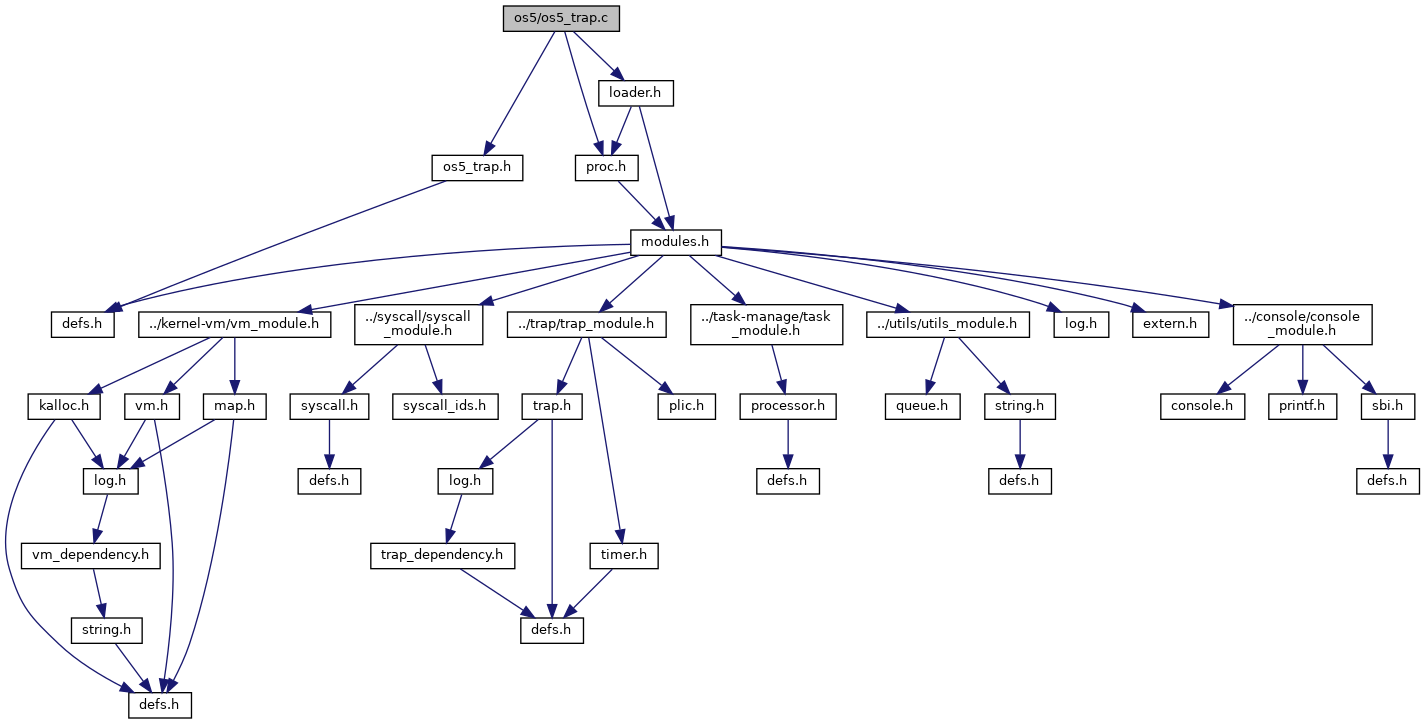 os5/os5_trap.c
loader.h
os5_trap.h
proc.h
modules.h
defs.h
../kernel-vm/vm_module.h
../syscall/syscall
_module.h
../trap/trap_module.h
../task-manage/task
_module.h
../utils/utils_module.h
log.h
extern.h
../console/console
_module.h
kalloc.h
vm.h
map.h
syscall.h
syscall_ids.h
trap.h
plic.h
processor.h
queue.h
string.h
console.h
printf.h
sbi.h
log.h
defs.h
log.h
defs.h
defs.h
defs.h
vm_dependency.h
trap_dependency.h
timer.h
string.h
defs.h
defs.h